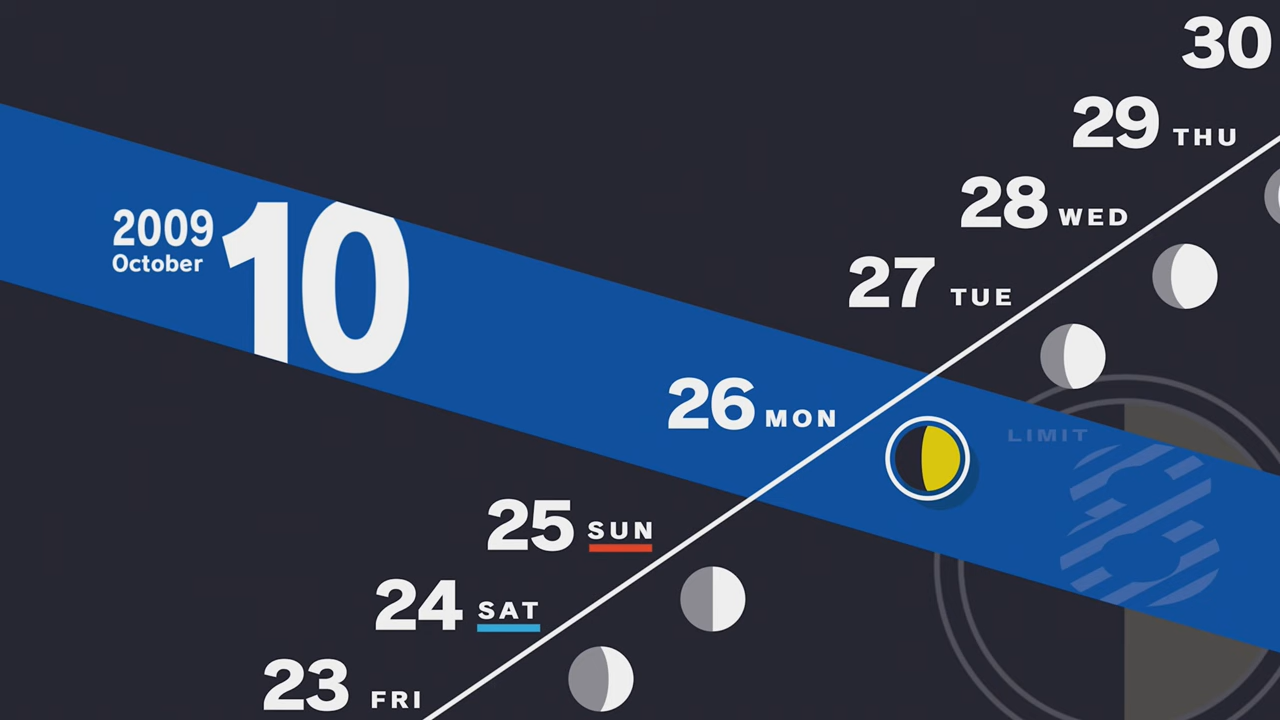 30
29 THU
28 WED
2009
October
10
27 TUE
26 MON
LIMIT
25 SUN
24 SAT
23 FRI